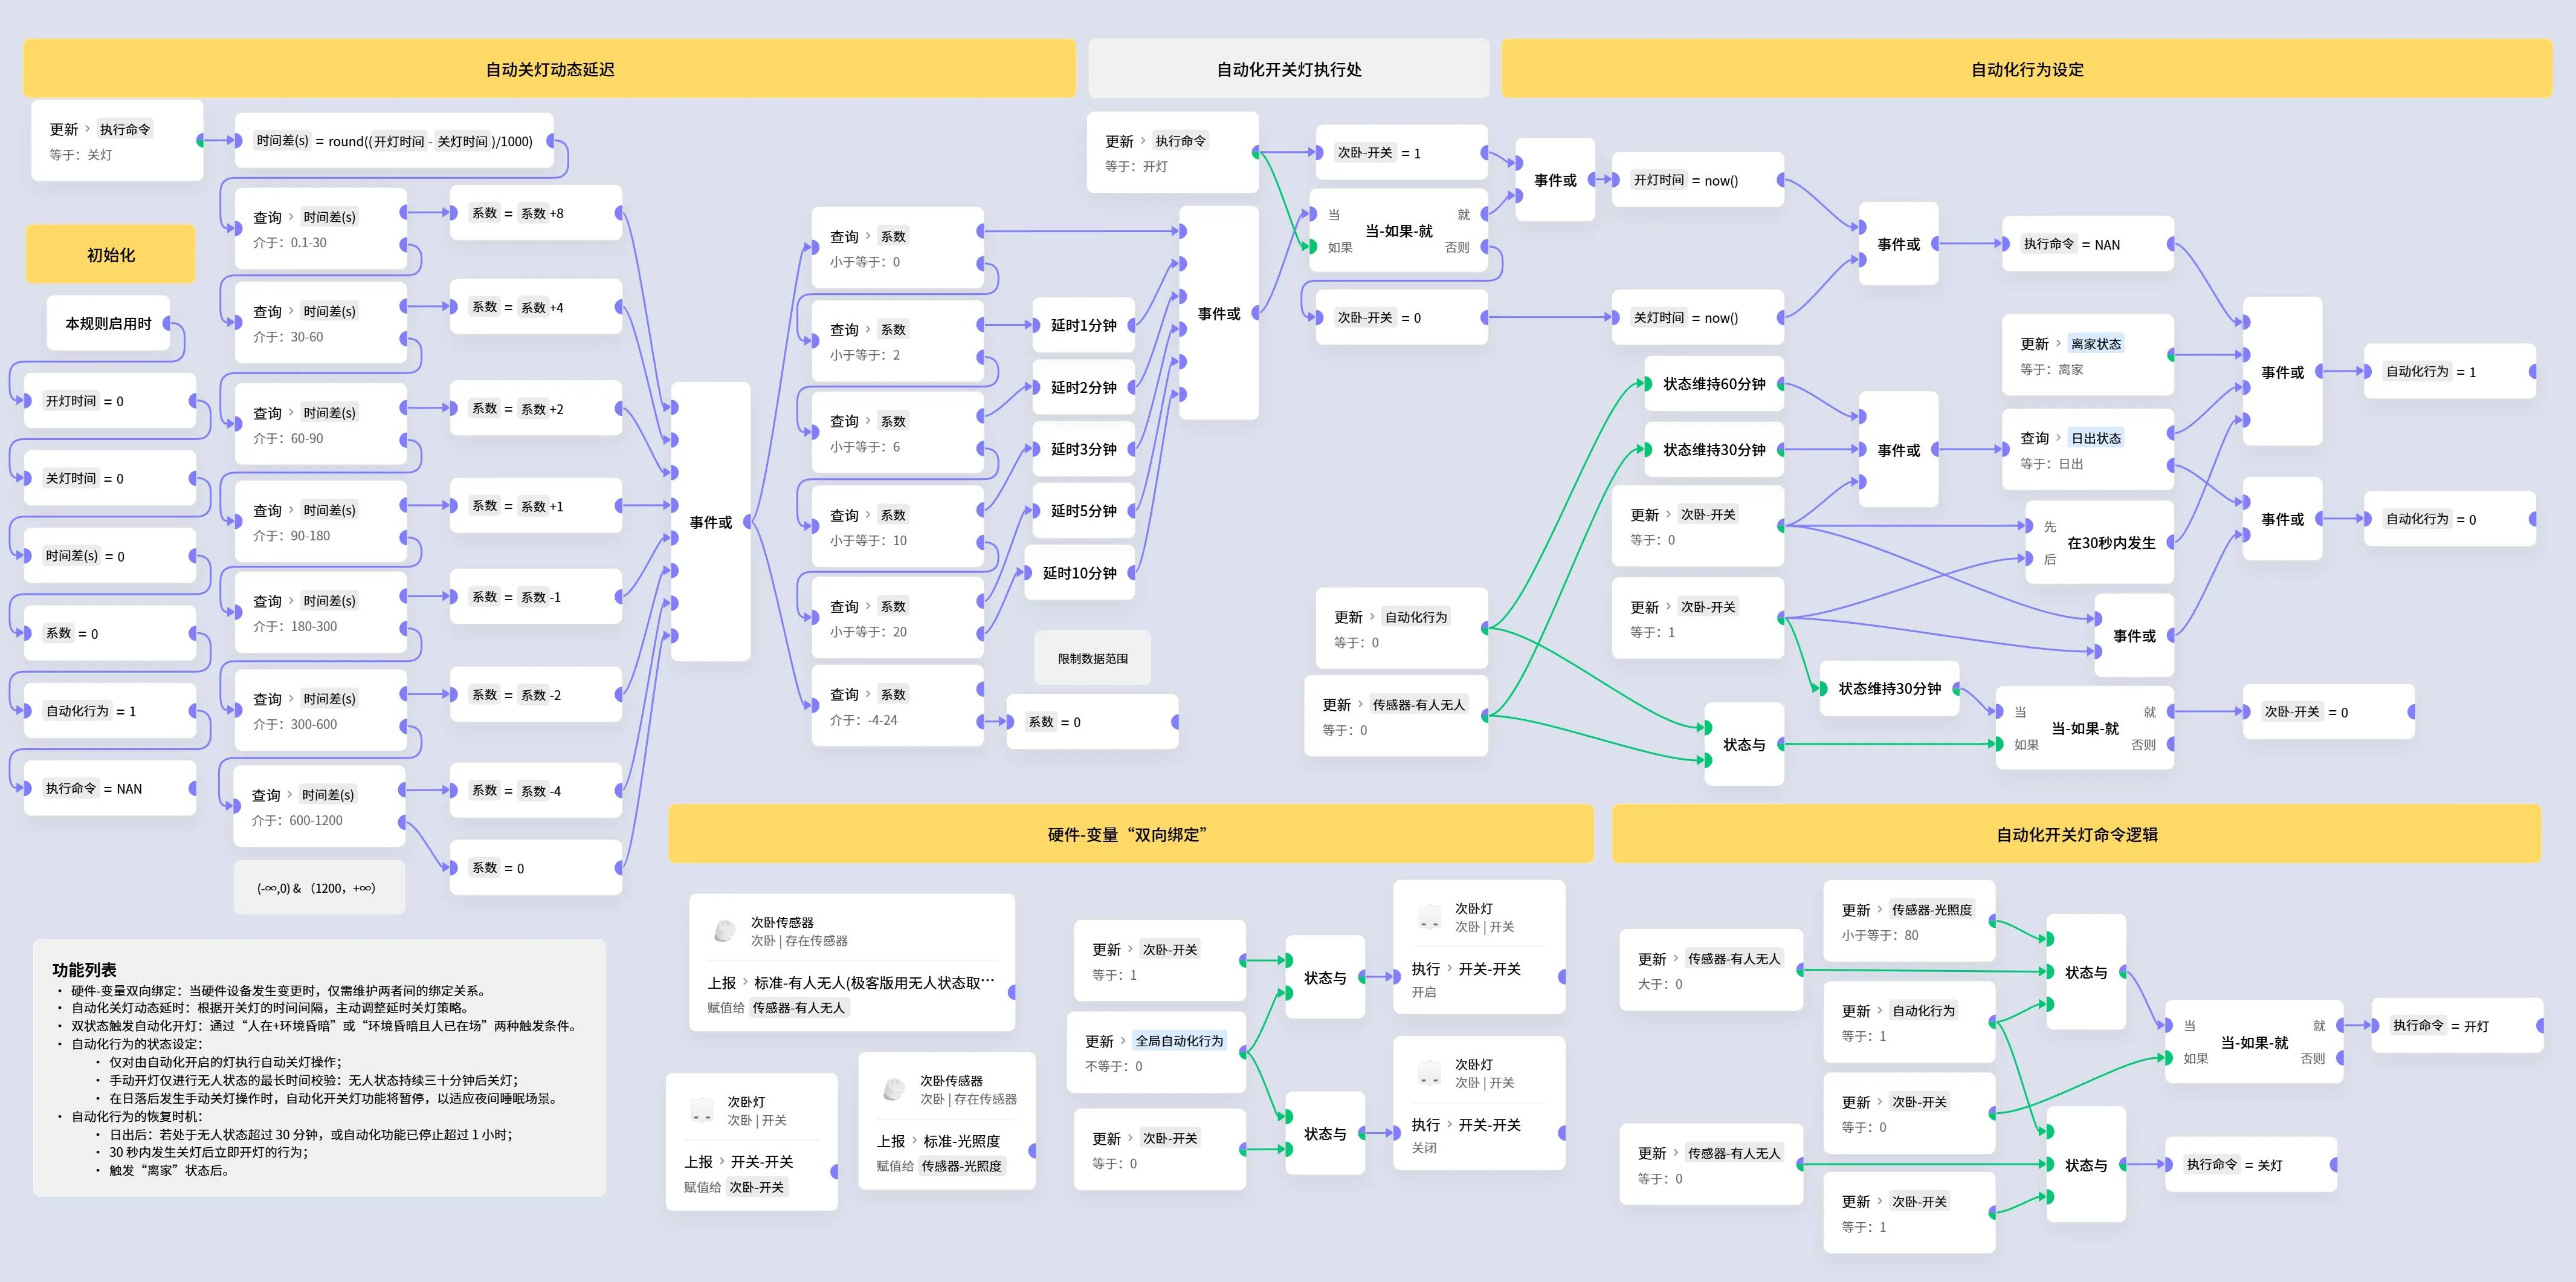 自动关灯动态延迟
更新 › 执行命令
等于：关灯
时间差(s) = round((开灯时间 - 关灯时间)/1000)
查询 › 时间差(s)
介于：0.1-30
系数 = 系数 +8
查询 › 时间差(s)
介于：30-60
系数 = 系数 +4
查询 › 时间差(s)
介于：60-90
系数 = 系数 +2
查询 › 时间差(s)
介于：90-180
系数 = 系数 +1
查询 › 时间差(s)
介于：180-300
系数 = 系数 -1
查询 › 时间差(s)
介于：300-600
系数 = 系数 -2
查询 › 时间差(s)
介于：600-1200
系数 = 系数 -4
系数 = 0
(-∞,0) & （1200，+∞）
初始化
本规则启用时
开灯时间 = 0
关灯时间 = 0
时间差(s) = 0
系数 = 0
自动化行为 = 1
执行命令 = NAN
事件或
查询 › 系数
小于等于：0
查询 › 系数
小于等于：2
延时1分钟
查询 › 系数
小于等于：6
延时2分钟
查询 › 系数
小于等于：10
延时3分钟
查询 › 系数
小于等于：20
延时5分钟
延时10分钟
查询 › 系数
介于：-4-24
限制数据范围
系数 = 0
事件或
自动化开关灯执行处
更新 › 执行命令
等于：开灯
次卧-开关 = 1
当
如果
当-如果-就
就
否则
次卧-开关 = 0
事件或
开灯时间 = now()
关灯时间 = now()
自动化行为设定
事件或
执行命令 = NAN
更新 › 离家状态
等于：离家
状态维持60分钟
状态维持30分钟
更新 › 次卧-开关
等于：0
更新 › 次卧-开关
等于：1
事件或
查询 › 日出状态
等于：日出
先
后
在30秒内发生
事件或
事件或
自动化行为 = 1
事件或
自动化行为 = 0
更新 › 自动化行为
等于：0
更新 › 传感器-有人无人
等于：0
状态与
状态维持30分钟
当
如果
当-如果-就
就
否则
次卧-开关 = 0
硬件-变量“双向绑定”
次卧传感器
次卧 | 存在传感器
上报 › 标准-有人无人(极客版用无人状态取…
赋值给 传感器-有人无人
次卧灯
次卧 | 开关
上报 › 开关-开关
赋值给 次卧-开关
次卧传感器
次卧 | 存在传感器
上报 › 标准-光照度
赋值给 传感器-光照度
更新 › 次卧-开关
等于：1
更新 › 全局自动化行为
不等于：0
更新 › 次卧-开关
等于：0
状态与
状态与
次卧灯
次卧 | 开关
执行 › 开关-开关
开启
次卧灯
次卧 | 开关
执行 › 开关-开关
关闭
自动化开关灯命令逻辑
更新 › 传感器-有人无人
大于：0
更新 › 传感器-光照度
小于等于：80
更新 › 自动化行为
等于：1
更新 › 次卧-开关
等于：0
更新 › 传感器-有人无人
等于：0
更新 › 次卧-开关
等于：1
状态与
状态与
当
如果
当-如果-就
就
否则
执行命令 = 开灯
执行命令 = 关灯
功能列表
• 硬件-变量双向绑定：当硬件设备发生变更时，仅需维护两者间的绑定关系。
• 自动化关灯动态延时：根据开关灯的时间间隔，主动调整延时关灯策略。
• 双状态触发自动化开灯：通过“人在+环境昏暗”或“环境昏暗且人已在场”两种触发条件。
• 自动化行为的状态设定：
• 仅对由自动化开启的灯执行自动关灯操作；
• 手动开灯仅进行无人状态的最长时间校验：无人状态持续三十分钟后关灯；
• 在日落后发生手动关灯操作时，自动化开关灯功能将暂停，以适应夜间睡眠场景。
• 自动化行为的恢复时机：
• 日出后：若处于无人状态超过 30 分钟，或自动化功能已停止超过 1 小时；
• 30 秒内发生关灯后立即开灯的行为；
• 触发“离家”状态后。